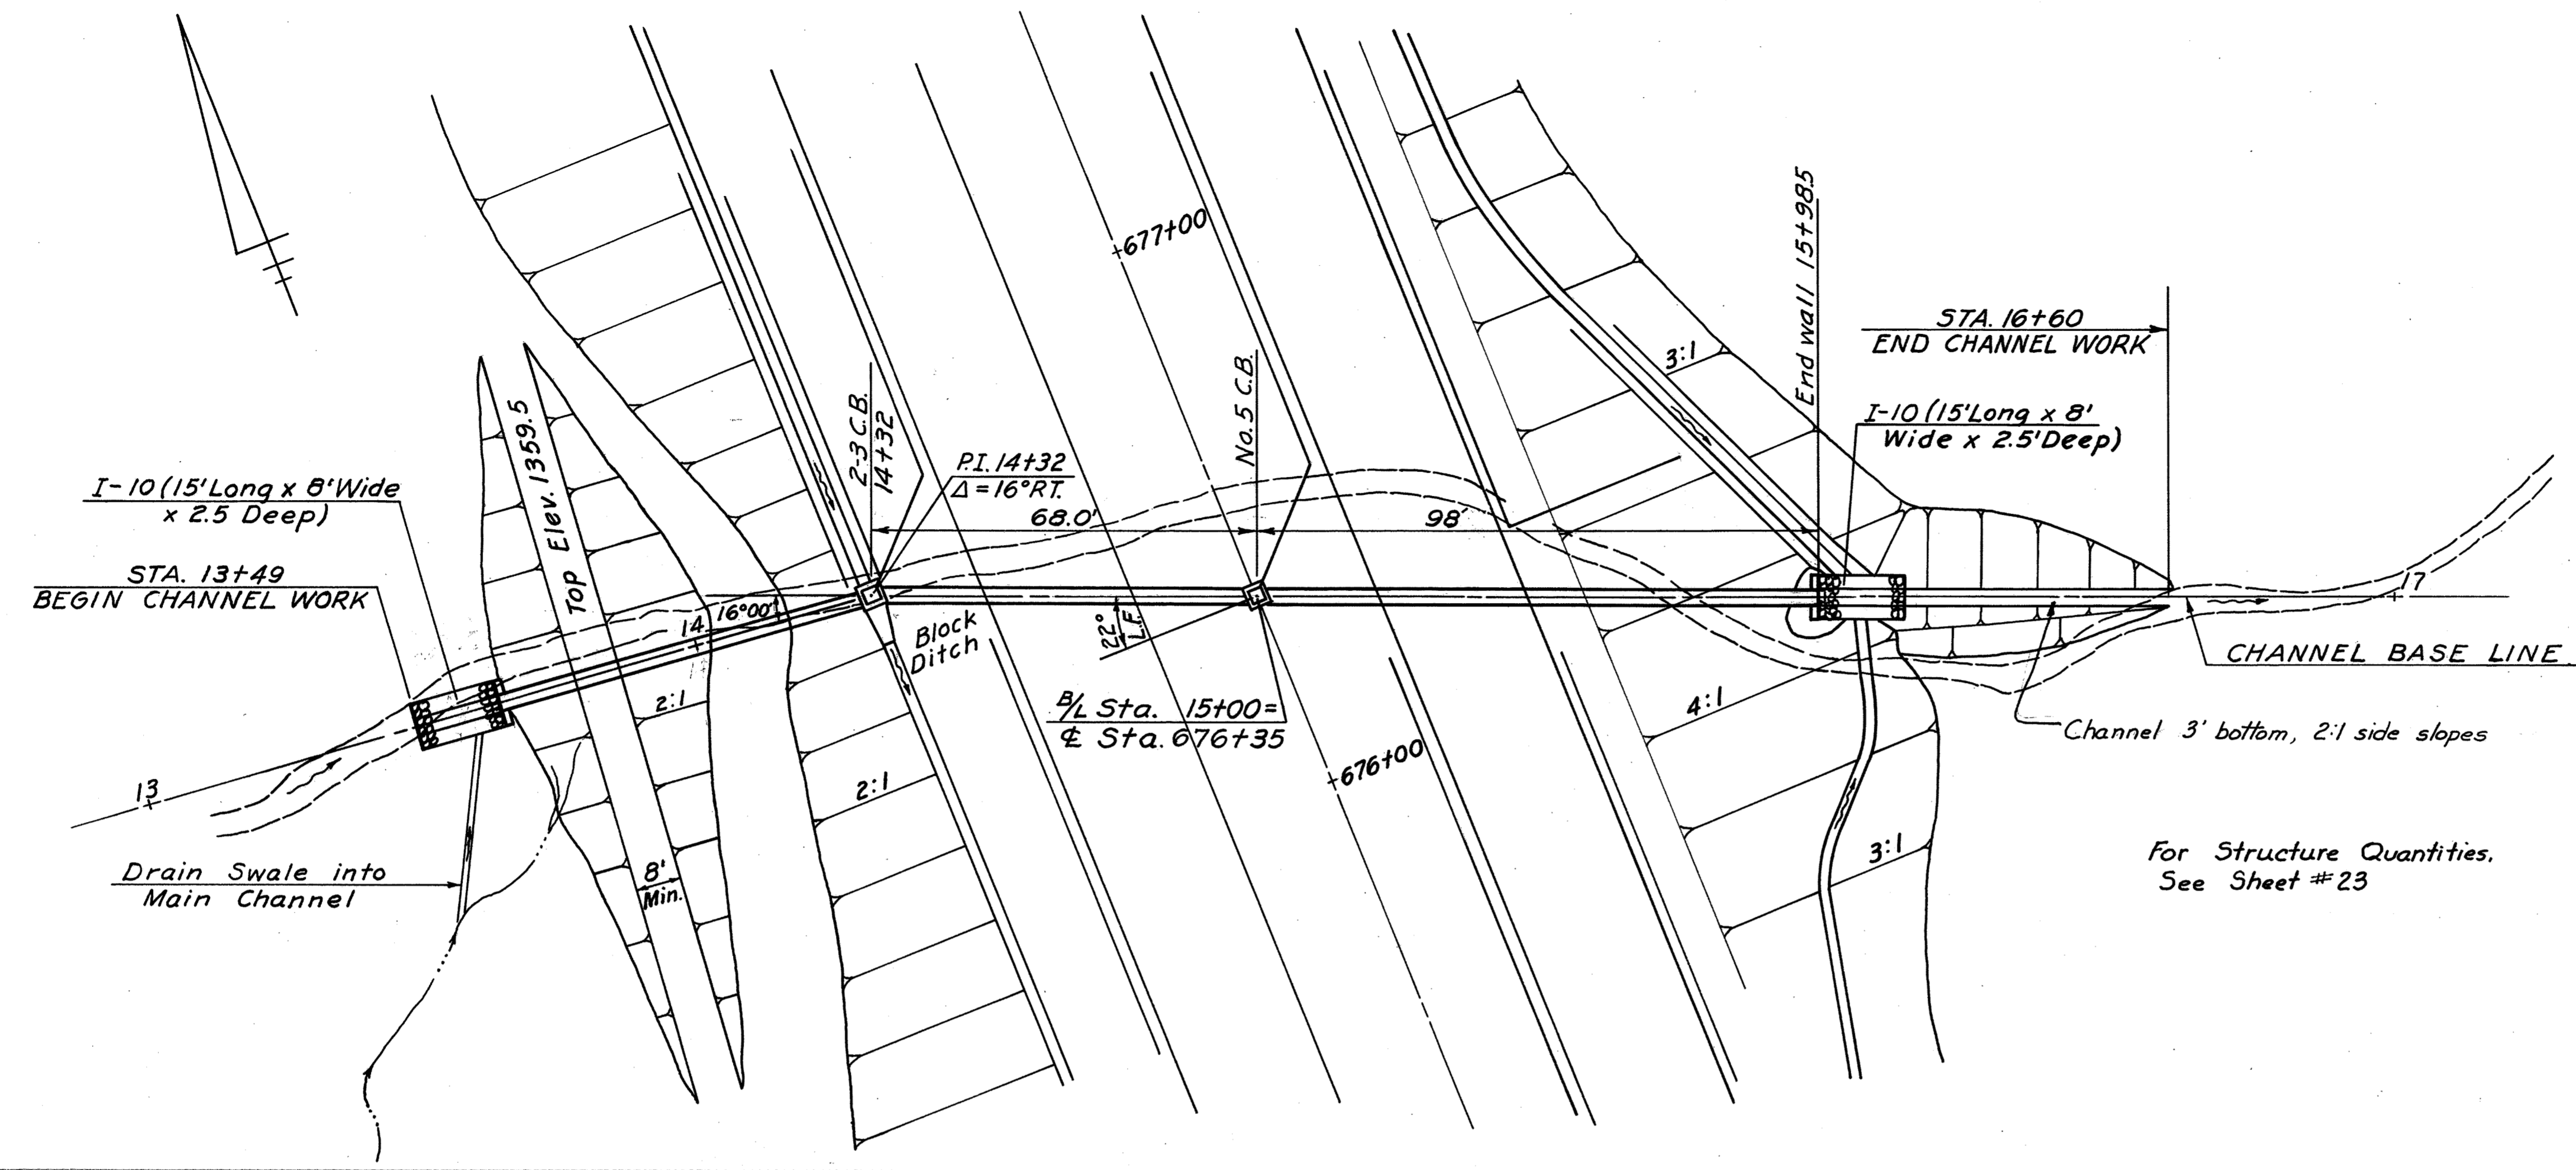 677+00
End wall 15+98.5
STA. 16+60
END CHANNEL WORK
3:1
I-10 (15' Long x 8'
Wide x 2.5' Deep)
No. 5 C.B.
2-3 C.B.
14+32
P.I. 14+32
Δ = 16° RT.
68.0'
98'
Top Elev. 1359.5
I-10 (15' Long x 8' Wide
x 2.5 Deep)
STA. 13+49
BEGIN CHANNEL WORK
16°00'
14
22°
L.F.
Block
Ditch
17
CHANNEL BASE LINE
2:1
4:1
B/L Sta. 15+00=
℄ Sta. 676+35
Channel 3' bottom, 2:1 side slopes
676+00
13
2:1
3:1
8'
Min.
Drain Swale into
Main Channel
For Structure Quantities.
See Sheet #23